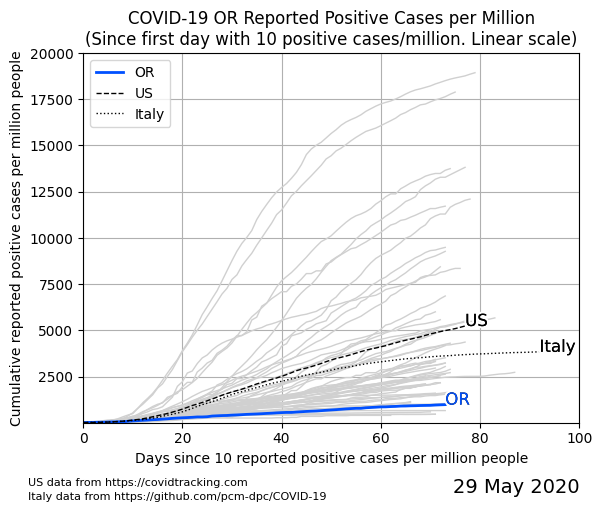 COVID-19 OR Reported Positive Cases per Million
(Since first day with 10 positive cases/million. Linear scale)
Cumulative reported positive cases per million people
20000
17500
15000
12500
10000
7500
5000
2500
OR
US
Italy
US
Italy
OR
0 20 40 60 80 100
Days since 10 reported positive cases per million people
US data from https://covidtracking.com
Italy data from https://github.com/pcm-dpc/COVID-19
29 May 2020